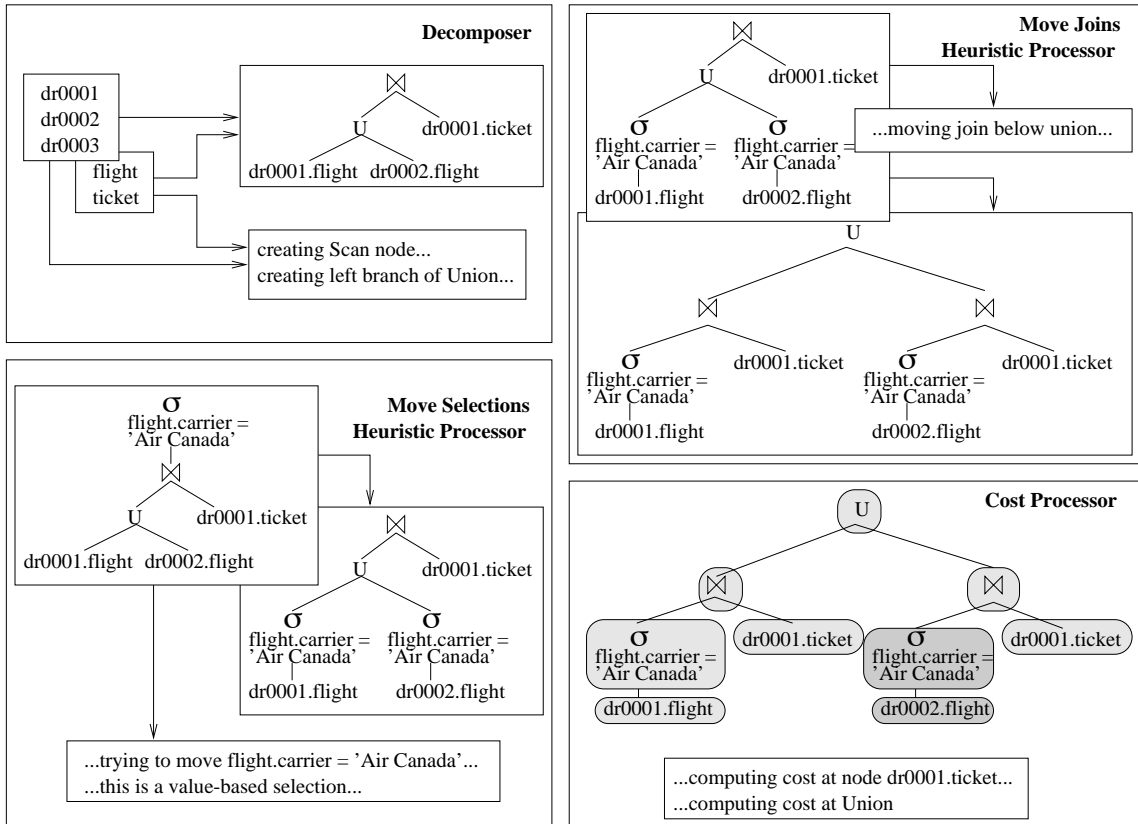 Decomposer
dr0001
dr0002
dr0003
flight
ticket
⋈
U
dr0001.ticket
dr0001.flight dr0002.flight
creating Scan node...
creating left branch of Union...
Move Selections
Heuristic Processor
σ
flight.carrier =
'Air Canada'
⋈
U
dr0001.ticket
dr0001.flight dr0002.flight
⋈
U
dr0001.ticket
σ σ
flight.carrier = flight.carrier =
'Air Canada' 'Air Canada'
dr0001.flight dr0002.flight
...trying to move flight.carrier = 'Air Canada'...
...this is a value-based selection...
Move Joins
Heuristic Processor
⋈
U
dr0001.ticket
σ σ
flight.carrier = flight.carrier =
'Air Canada' 'Air Canada'
dr0001.flight dr0002.flight
...moving join below union...
U
⋈ ⋈
σ dr0001.ticket σ dr0001.ticket
flight.carrier = flight.carrier =
'Air Canada' 'Air Canada'
dr0001.flight dr0002.flight
Cost Processor
U
⋈ ⋈
σ dr0001.ticket σ dr0001.ticket
flight.carrier = flight.carrier =
'Air Canada' 'Air Canada'
dr0001.flight dr0002.flight
...computing cost at node dr0001.ticket...
...computing cost at Union